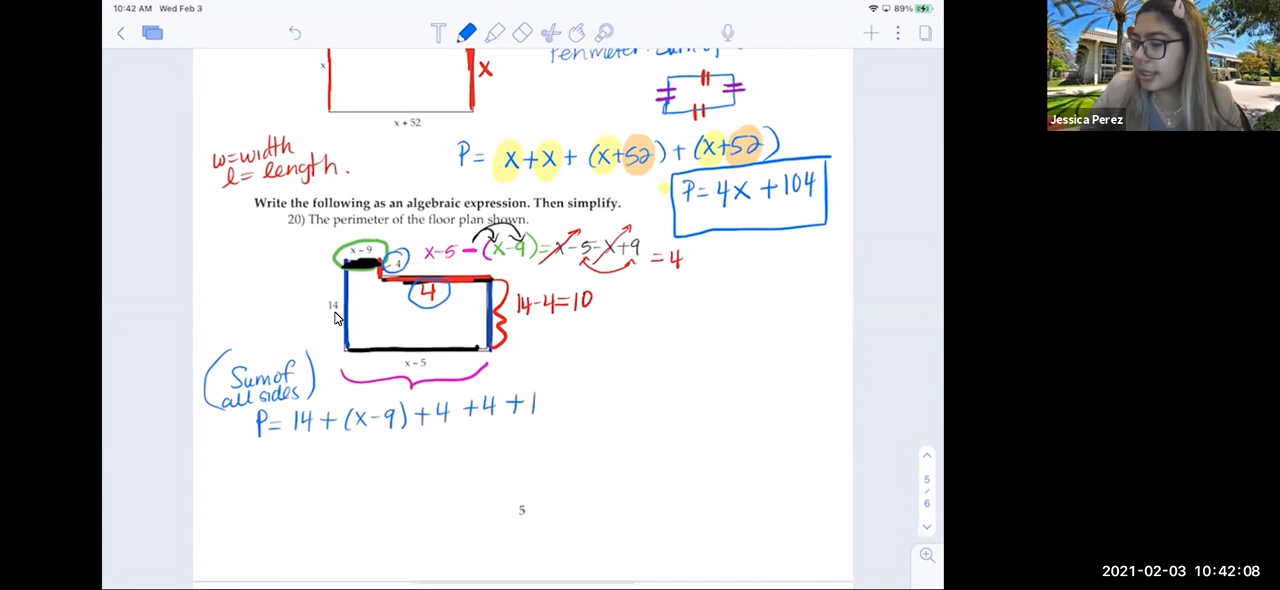 10:42 AM Wed Feb 3
89%
x
X
x + 52
w=width
l=length.
P= x+x + (x+52) + (x+52)
P=4x+104
Write the following as an algebraic expression. Then simplify.
20) The perimeter of the floor plan shown.
x - 9
4
x-5-(x-9)=x-5-x+9
=4
4
14
14-4=10
x - 5
(Sum of
all sides)
P= 14+(x-9)+4 +4 +1
5
5
/
6
Jessica Perez
2021-02-03 10:42:08